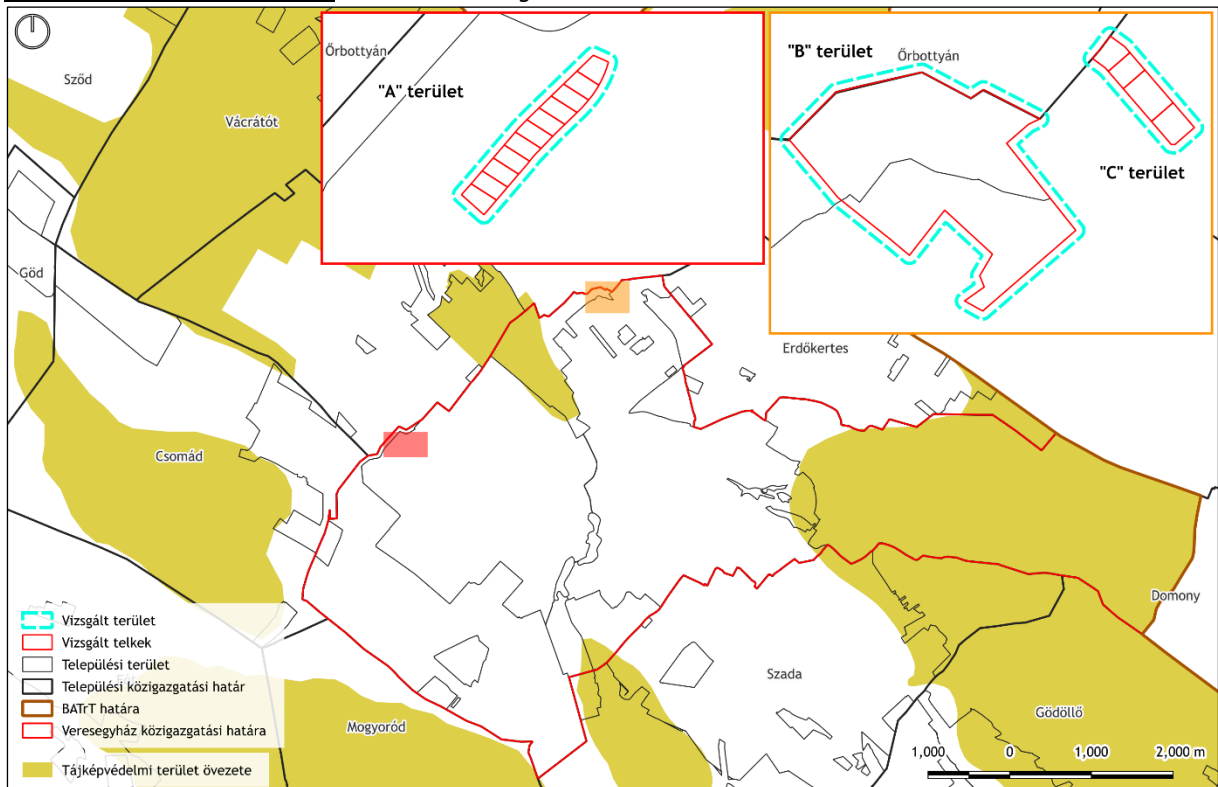 Őrbottyán
"A" terület
"B" terület
Őrbottyán
"C" terület
Sződ
Vácrátót
Göd
Erdőkertes
Csomád
Domony
Szada
Gödöllő
Mogyoród
Vizsgált terület
Vizsgált telkek
Települési terület
Települési közigazgatási határ
BATrT határa
Veresegyház közigazgatási határa
Tájképvédelmi terület övezete
1,000 0 1,000 2,000 m